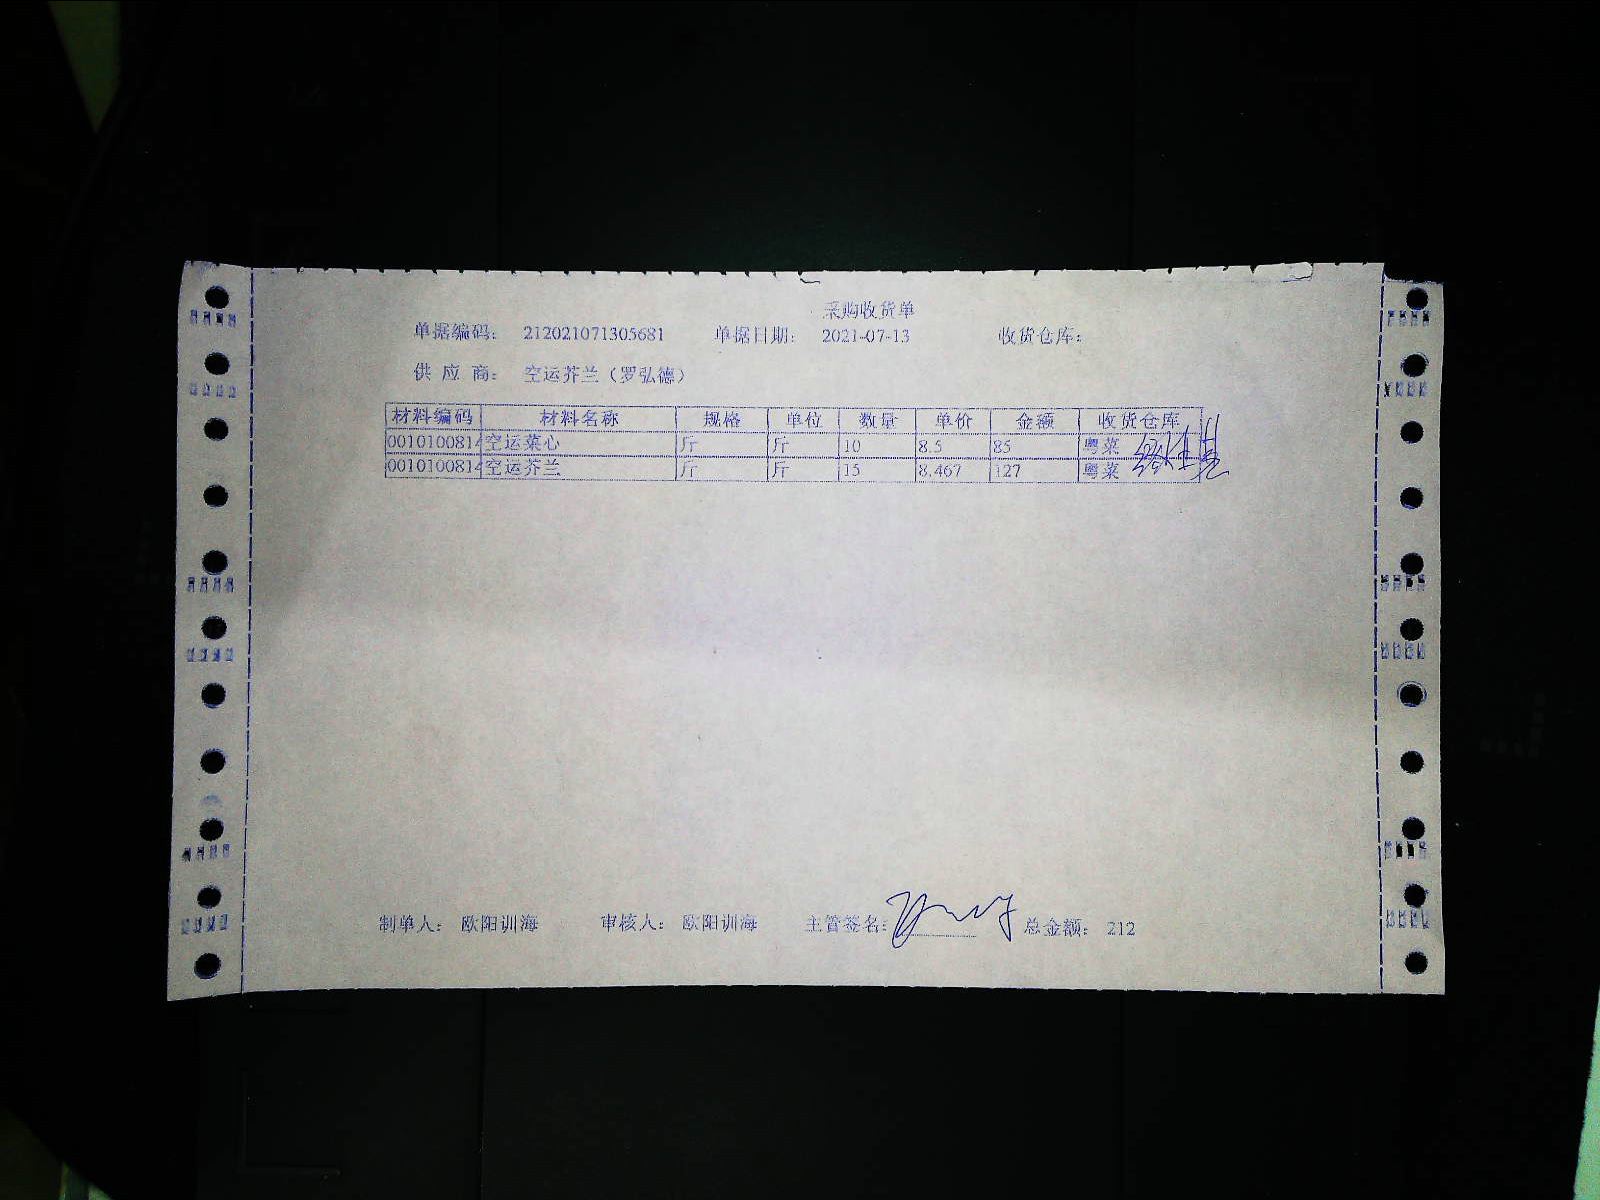 采购收货单
单据编码: 212021071305681 单据日期: 2021-07-13 收货仓库:
供 应 商: 空运芥兰（罗弘德）
材料编码 材料名称 规格 单位 数量 单价 金额 收货仓库
0010100814 空运菜心 斤 斤 10 8.5 85 粤菜
0010100814 空运芥兰 斤 斤 15 8.467 127 粤菜
制单人: 欧阳训海 审核人: 欧阳训海 主管签名: 总金额: 212